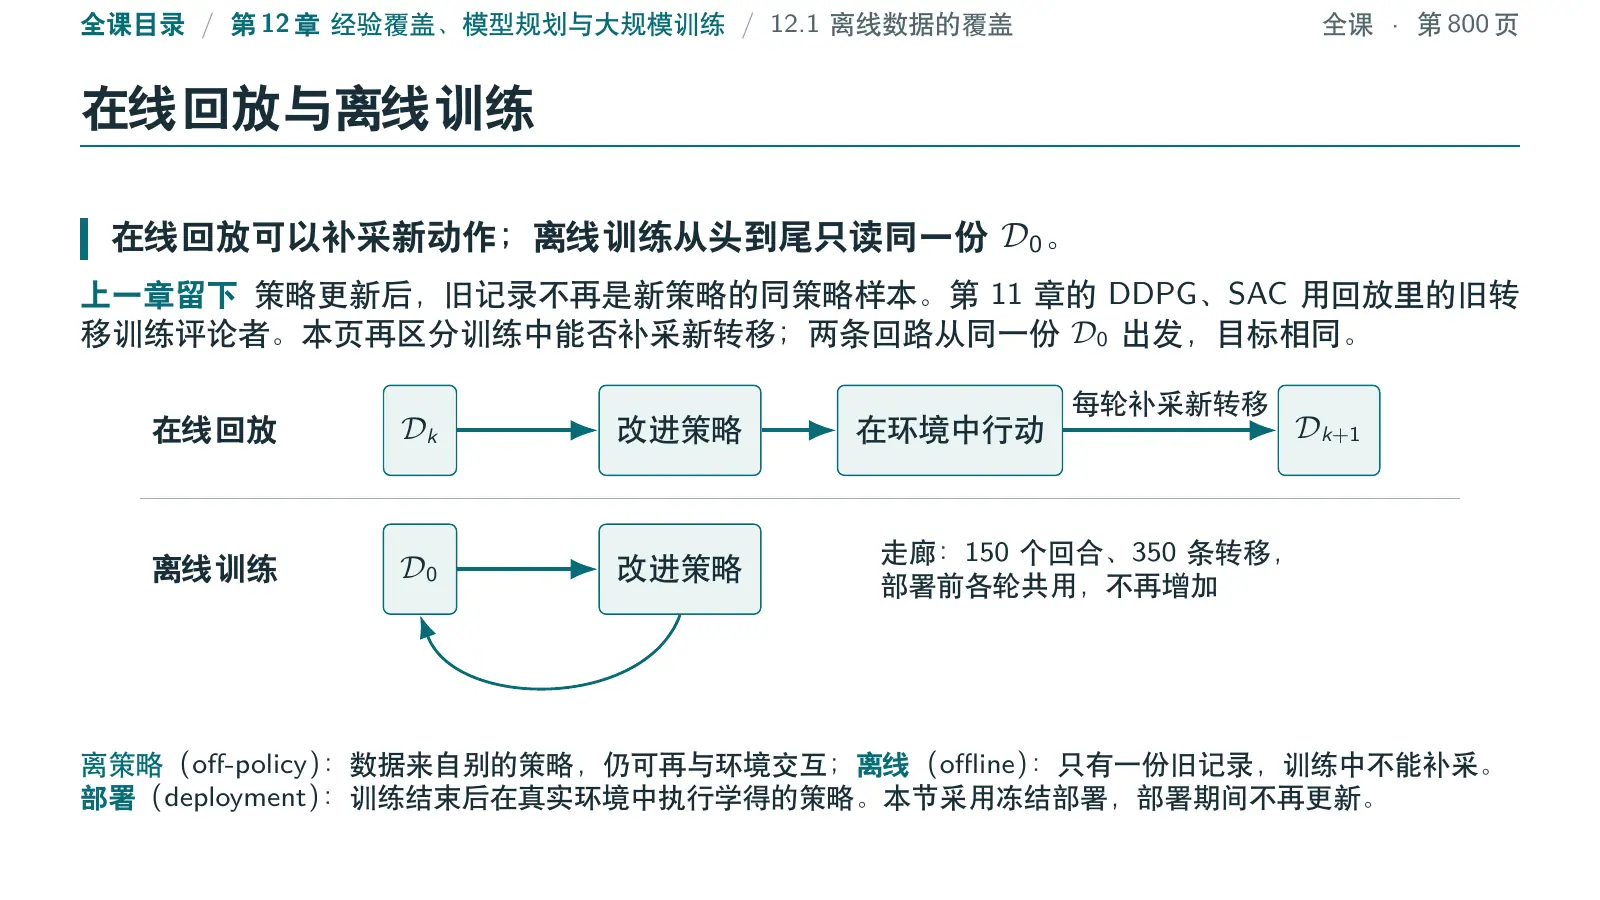 全课目录 / 第 12 章 经验覆盖、模型规划与大规模训练 / 12.1 离线数据的覆盖
全课 · 第 800 页
在线回放与离线训练
在线回放可以补采新动作；离线训练从头到尾只读同一份 𝒟₀。
上一章留下 策略更新后，旧记录不再是新策略的同策略样本。第 11 章的 DDPG、SAC 用回放里的旧转
移训练评论者。本页再区分训练中能否补采新转移；两条回路从同一份 𝒟₀ 出发，目标相同。
在线回放
𝒟ₖ
改进策略
在环境中行动
每轮补采新转移
𝒟ₖ₊₁
离线训练
𝒟₀
改进策略
走廊：150 个回合、350 条转移，
部署前各轮共用，不再增加
离策略（off-policy）：数据来自别的策略，仍可再与环境交互；离线（offline）：只有一份旧记录，训练中不能补采。
部署（deployment）：训练结束后在真实环境中执行学得的策略。本节采用冻结部署，部署期间不再更新。